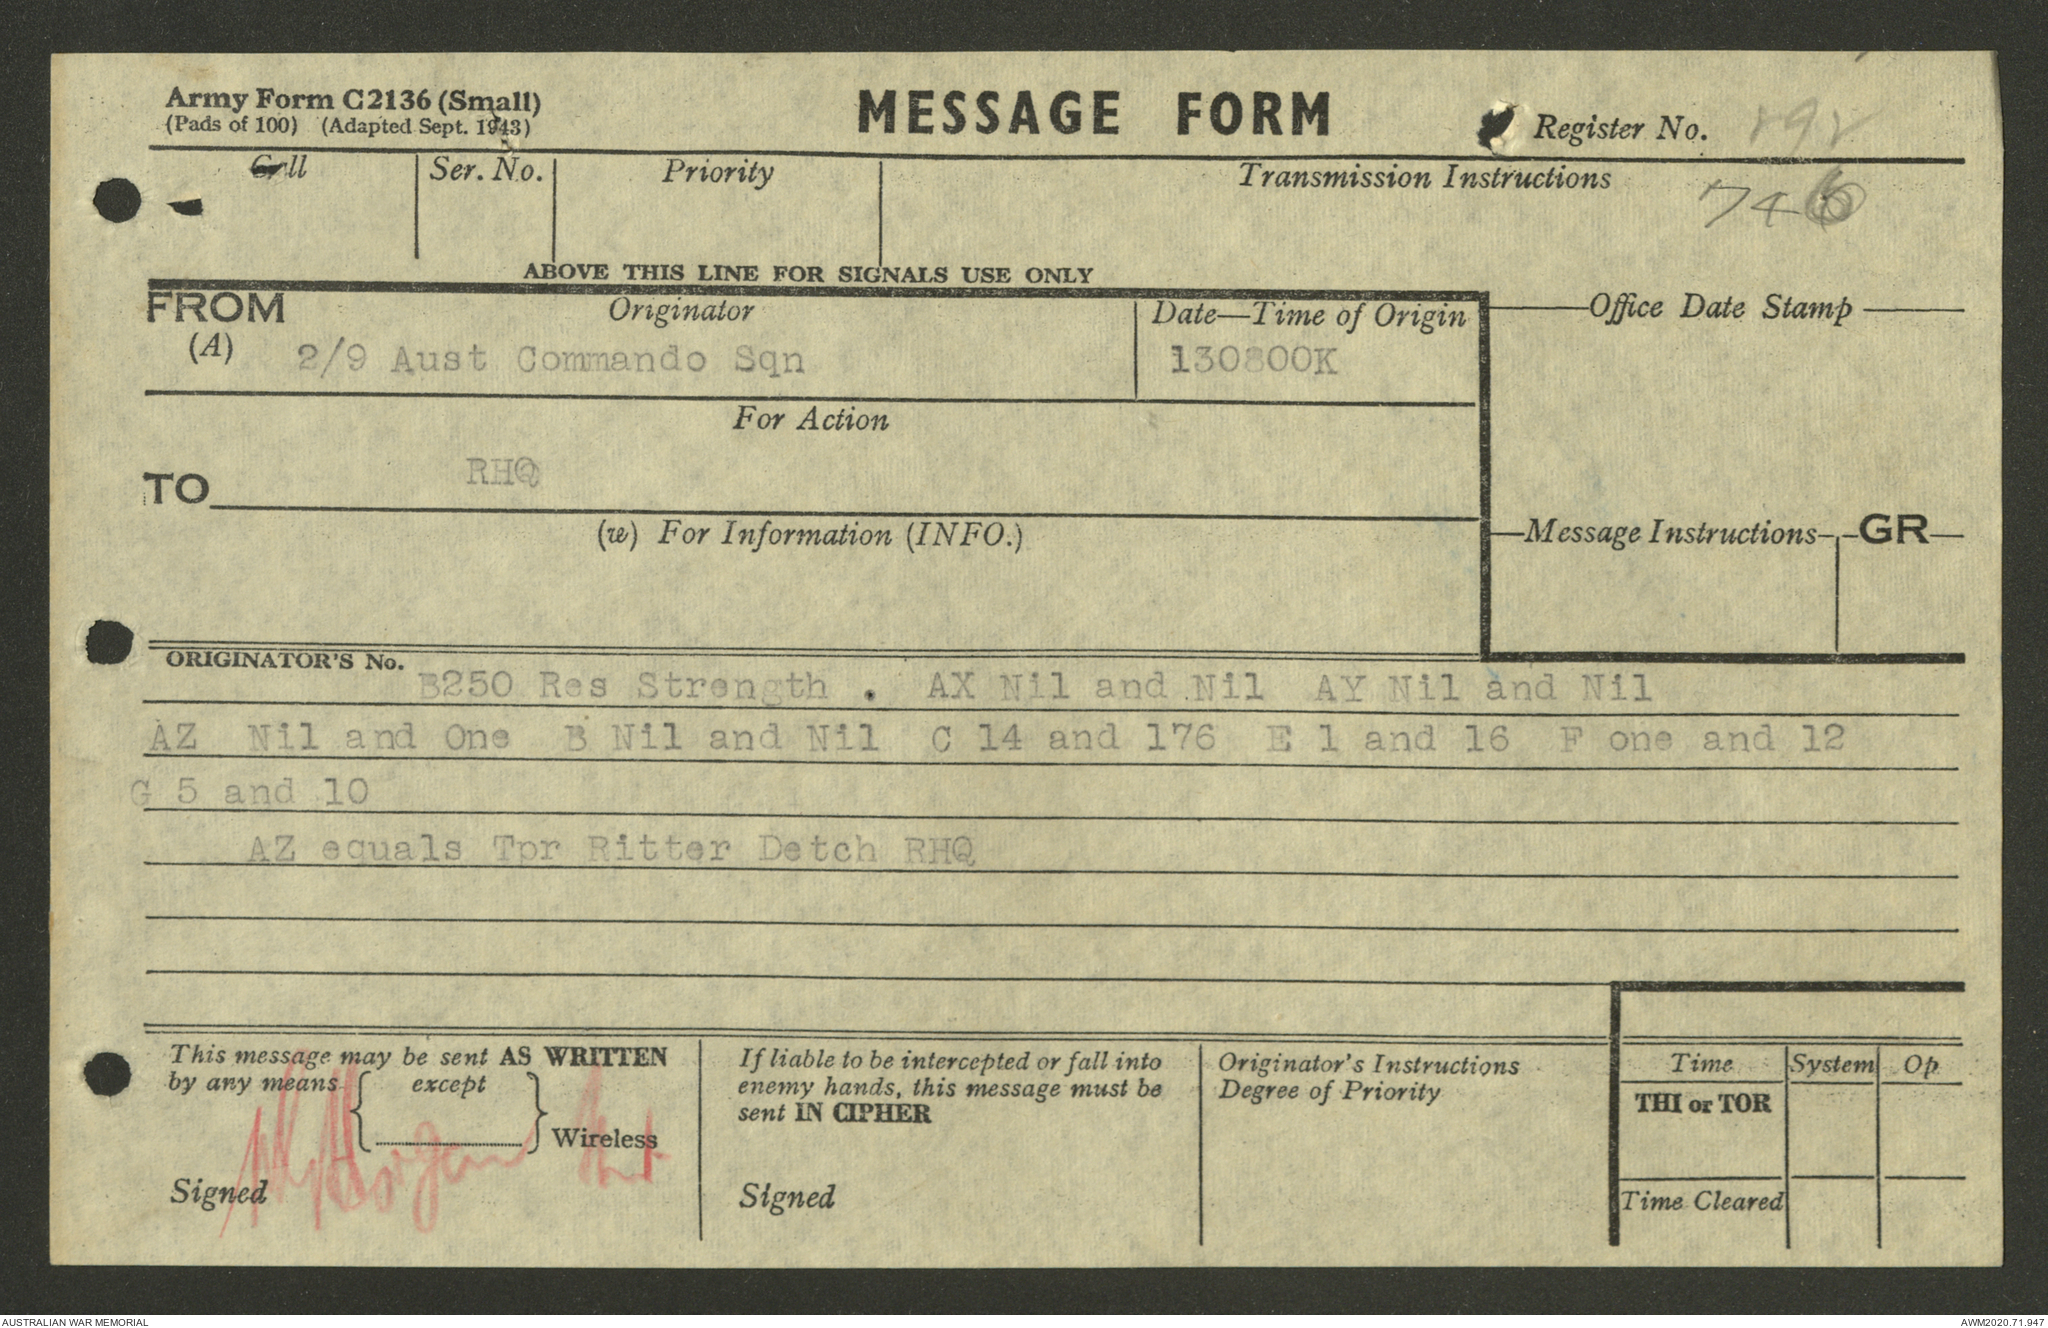 Army Form C2136 (Small)
(Pads of 100) (Adapted Sept. 1943)
MESSAGE FORM
Register No.
Call
Ser. No.
Priority
Transmission Instructions
746
ABOVE THIS LINE FOR SIGNALS USE ONLY
FROM
Originator
Date—Time of Origin
Office Date Stamp
(A)
2/9 Aust Commando Sqn
130800K
For Action
TO
RHQ
(w) For Information (INFO.)
Message Instructions
GR
ORIGINATOR'S No.
B250 Res Strength . AX Nil and Nil AY Nil and Nil
AZ Nil and One B Nil and Nil C 14 and 176 E 1 and 16 F one and 12
G 5 and 10
AZ equals Tpr Ritter Detch RHQ
This message may be sent AS WRITTEN
by any means { except }
Wireless
Signed
If liable to be intercepted or fall into
enemy hands, this message must be
sent IN CIPHER
Signed
Originator's Instructions
Degree of Priority
Time
System
Op
THI or TOR
Time Cleared
AUSTRALIAN WAR MEMORIAL
AWM2020.71.947